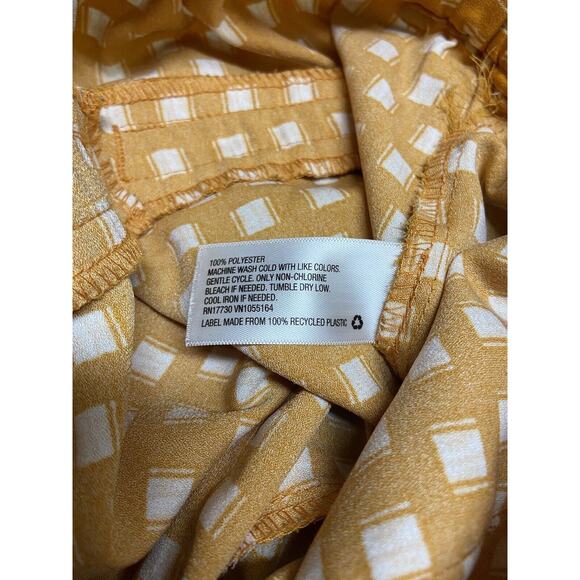 100% POLYESTER
MACHINE WASH COLD WITH LIKE COLORS.
GENTLE CYCLE. ONLY NON-CHLORINE
BLEACH IF NEEDED. TUMBLE DRY LOW.
COOL IRON IF NEEDED.
RN17730 VN1055164
LABEL MADE FROM 100% RECYCLED PLASTIC